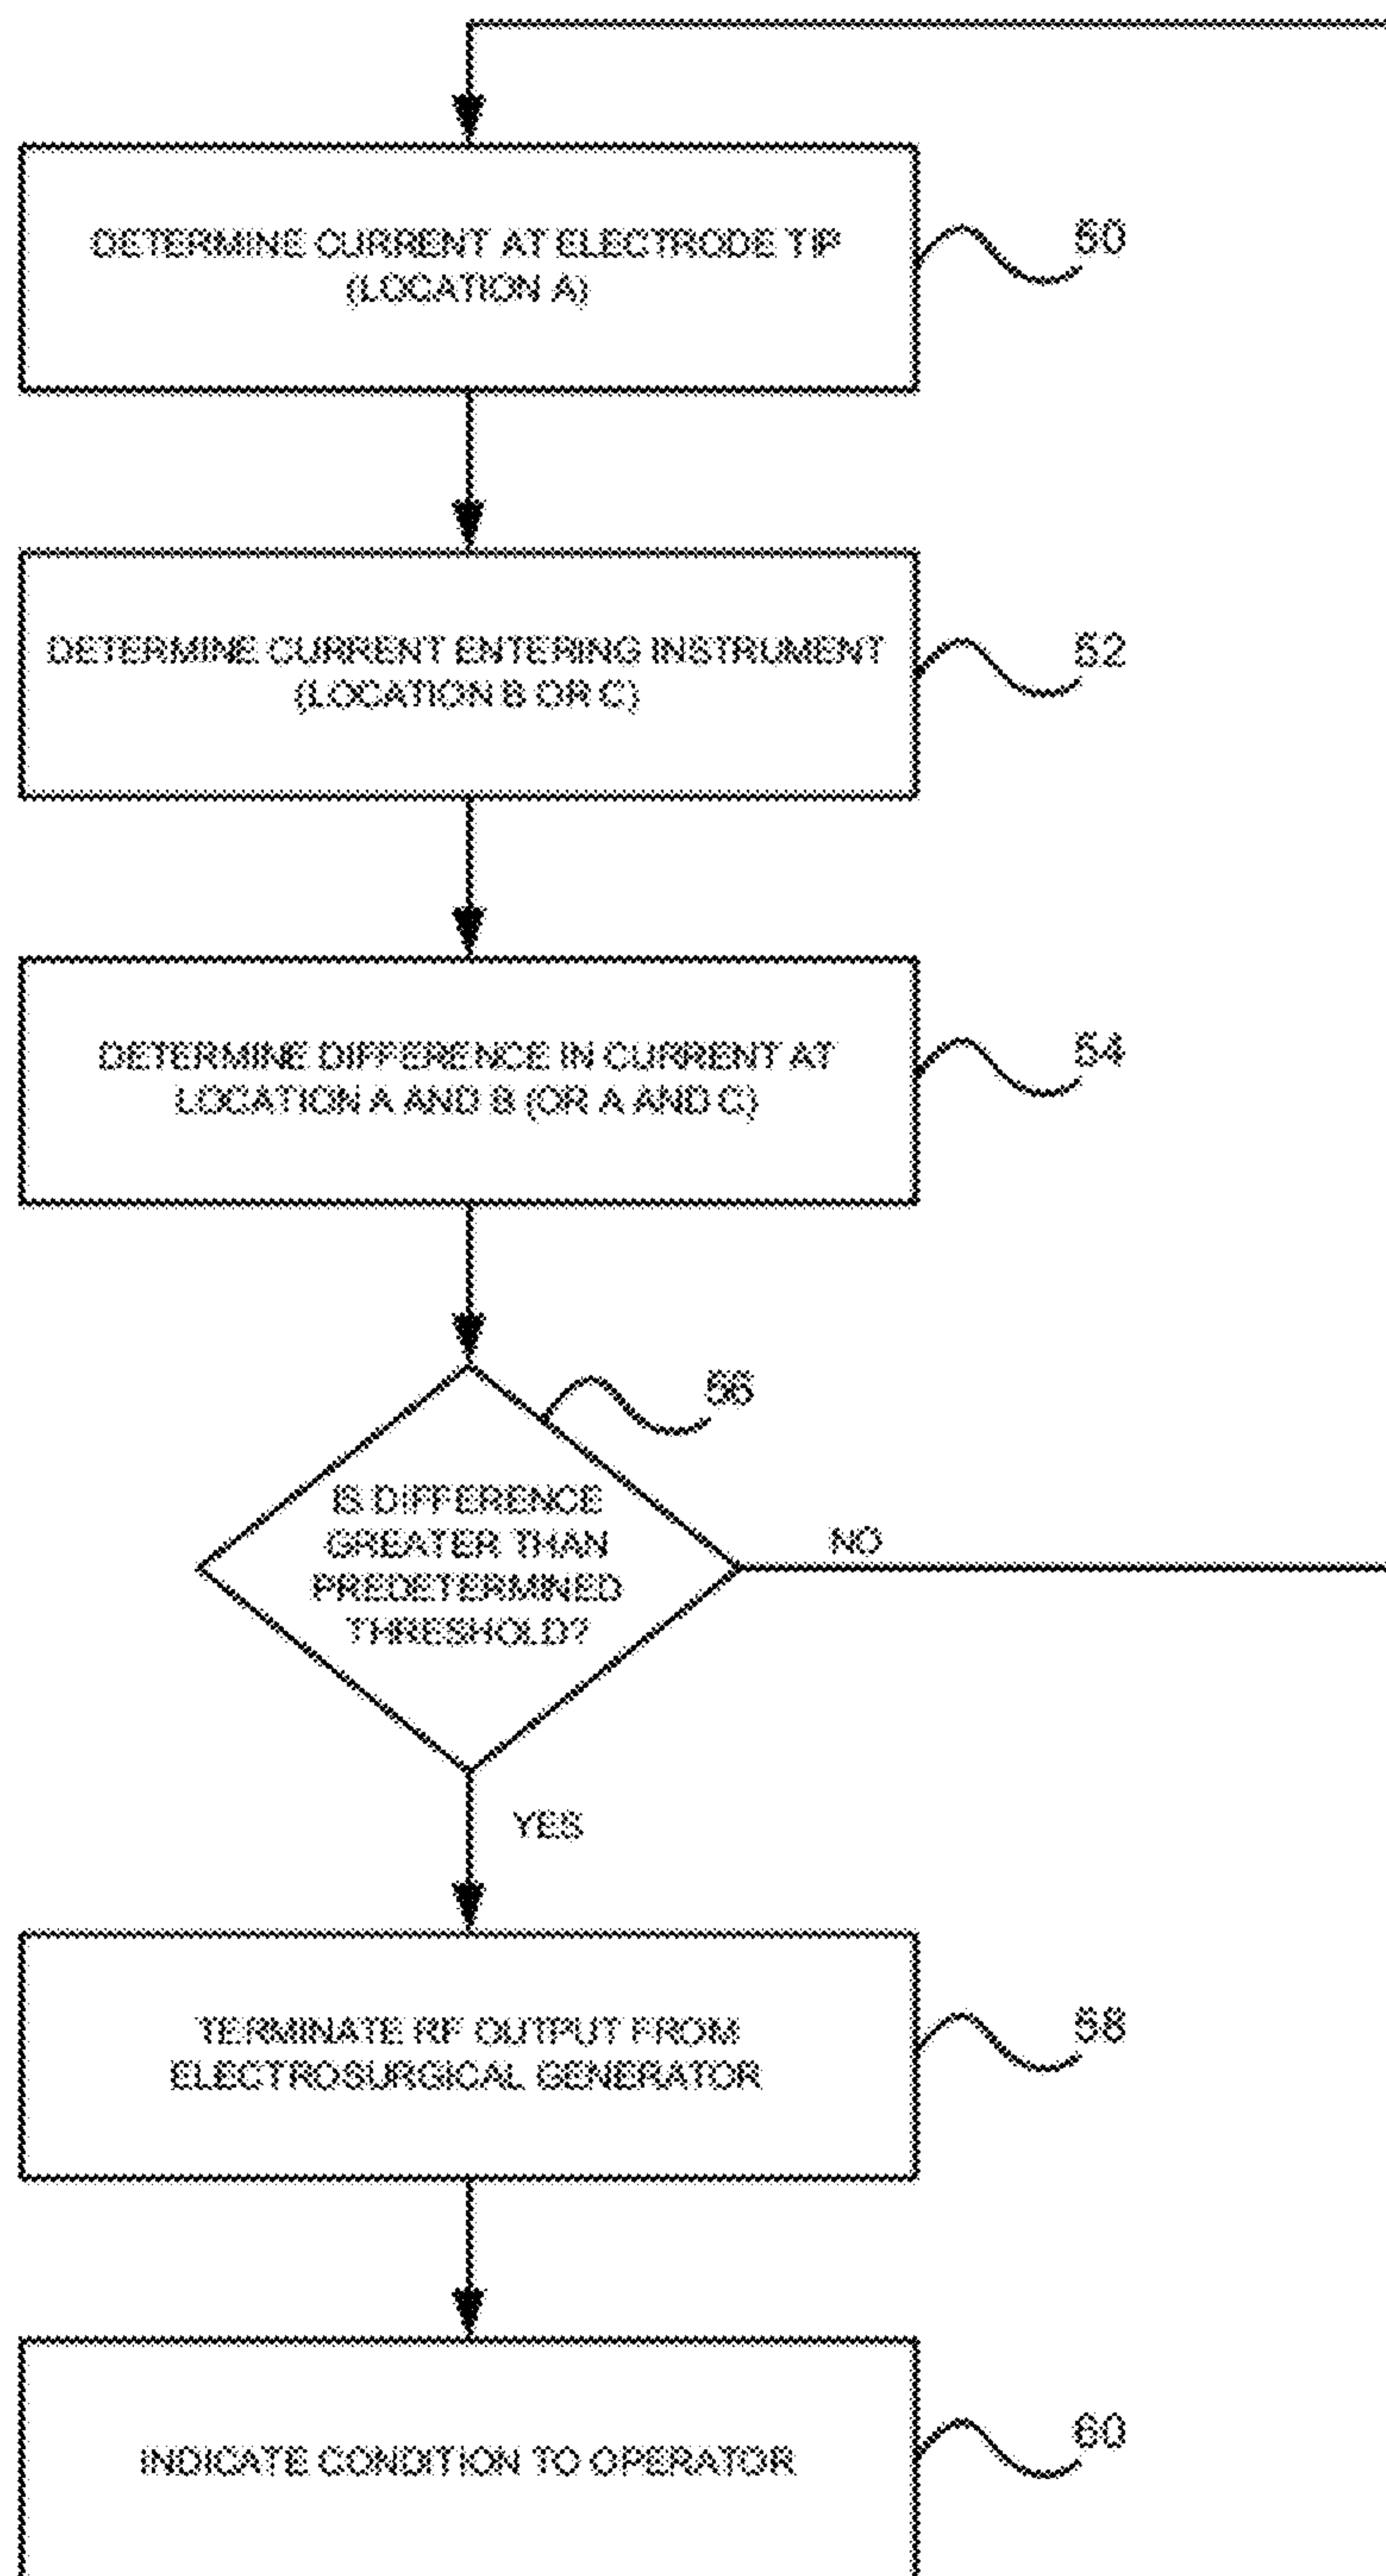 DETERMINE CURRENT AT ELECTRODE TIP
(LOCATION A)
50
DETERMINE CURRENT ENTERING INSTRUMENT
(LOCATION B OR C)
52
DETERMINE DIFFERENCE IN CURRENT AT
LOCATION A AND B (OR A AND C)
54
56
IS DIFFERENCE
GREATER THAN
PREDETERMINED
THRESHOLD?
NO
YES
TERMINATE RF OUTPUT FROM
ELECTROSURGICAL GENERATOR
58
INDICATE CONDITION TO OPERATOR
60